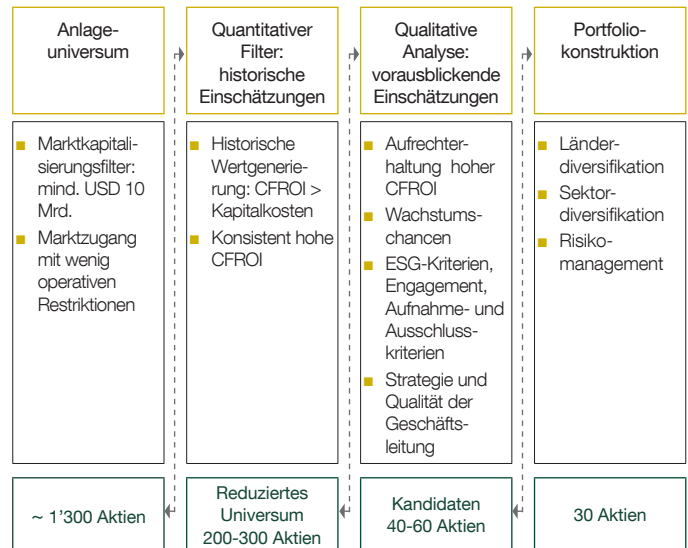 Anlage-
universum
Quantitativer
Filter:
historische
Einschätzungen
Qualitative
Analyse:
vorausblickende
Einschätzungen
Portfolio-
konstruktion
Marktkapitali-
sierungsfilter:
mind. USD 10
Mrd.
Marktzugang
mit wenig
operativen
Restriktionen
Historische
Wertgenerie-
rung: CFROI >
Kapitalkosten
Konsistent hohe
CFROI
Aufrechter-
haltung hoher
CFROI
Wachstums-
chancen
ESG-Kriterien,
Engagement,
Aufnahme- und
Ausschluss-
kriterien
Strategie und
Qualität der
Geschäfts-
leitung
Länder-
diversifikation
Sektor-
diversifikation
Risiko-
management
~ 1'300 Aktien
Reduziertes
Universum
200-300 Aktien
Kandidaten
40-60 Aktien
30 Aktien